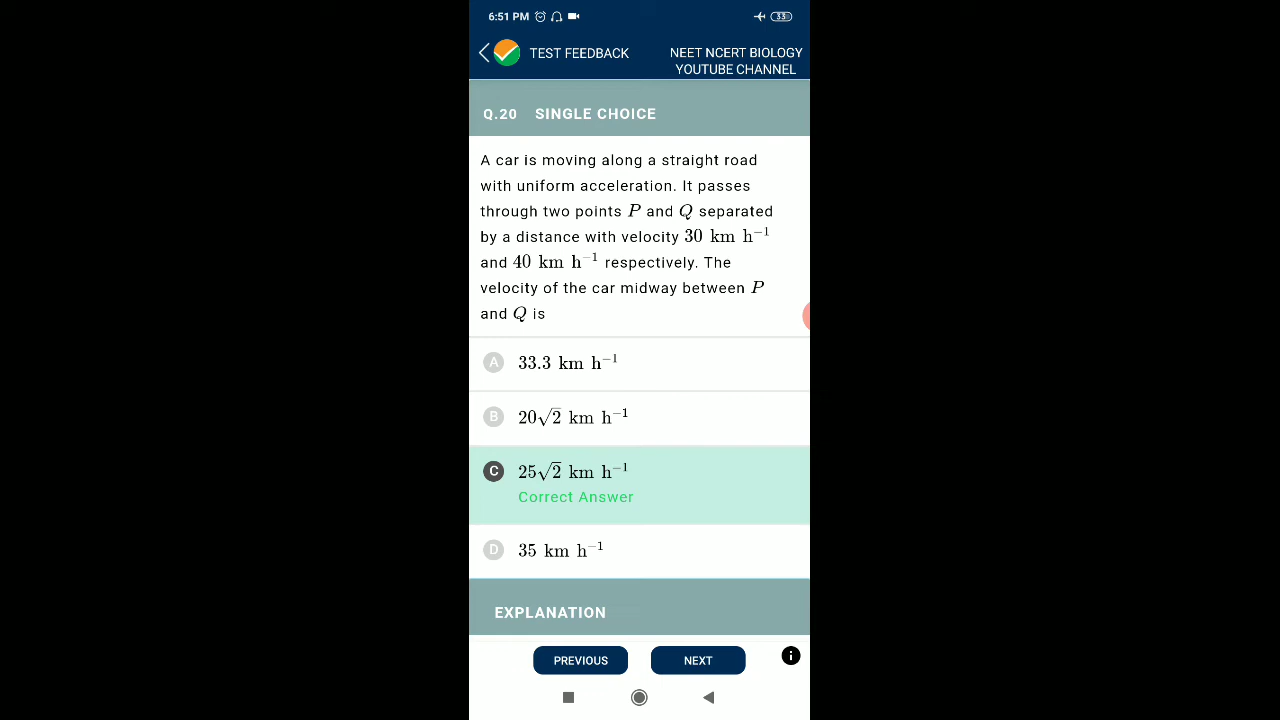 6:51 PM 33
TEST FEEDBACK
NEET NCERT BIOLOGY
YOUTUBE CHANNEL
Q.20 SINGLE CHOICE
A car is moving along a straight road
with uniform acceleration. It passes
through two points P and Q separated
by a distance with velocity 30 km h⁻¹
and 40 km h⁻¹ respectively. The
velocity of the car midway between P
and Q is
A 33.3 km h⁻¹
B 20√2 km h⁻¹
C 25√2 km h⁻¹
Correct Answer
D 35 km h⁻¹
EXPLANATION
PREVIOUS NEXT i